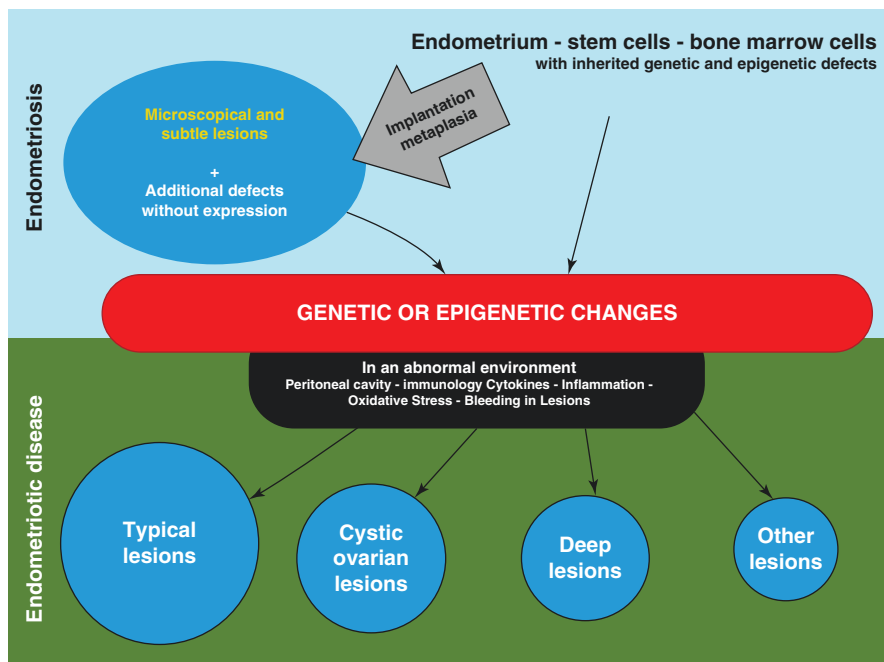 Endometrium - stem cells - bone marrow cells
with inherited genetic and epigenetic defects
Endometriosis
Microscopical and
subtle lesions
+
Additional defects
without expression
Implantation
metaplasia
GENETIC OR EPIGENETIC CHANGES
In an abnormal environment
Peritoneal cavity - immunology Cytokines - Inflammation -
Oxidative Stress - Bleeding in Lesions
Endometriotic disease
Typical
lesions
Cystic
ovarian
lesions
Deep
lesions
Other
lesions